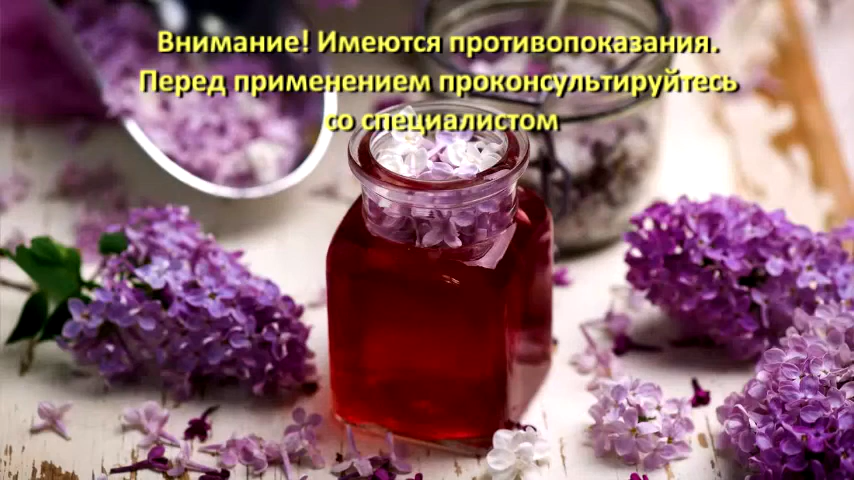 Внимание! Имеются противопоказания.
Перед применением проконсультируйтесь
со специалистом